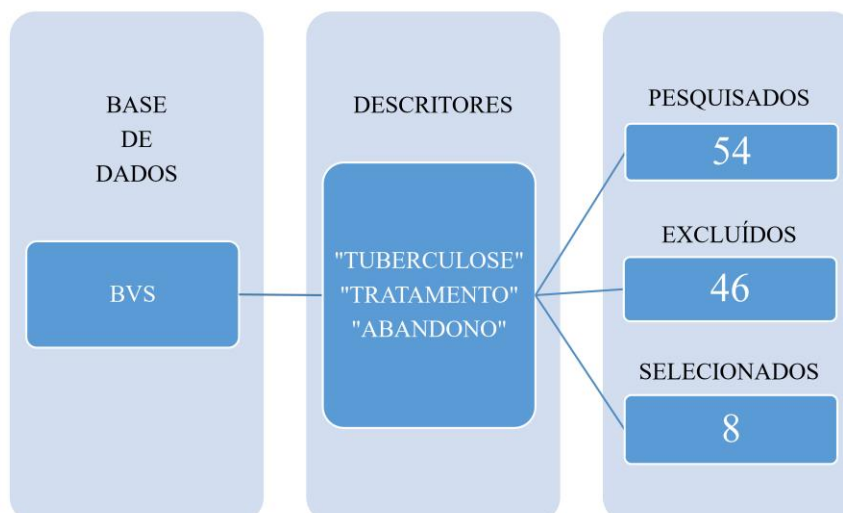 BASE
DE
DADOS
BVS
DESCRITORES
"TUBERCULOSE"
"TRATAMENTO"
"ABANDONO"
PESQUISADOS
54
EXCLUÍDOS
46
SELECIONADOS
8